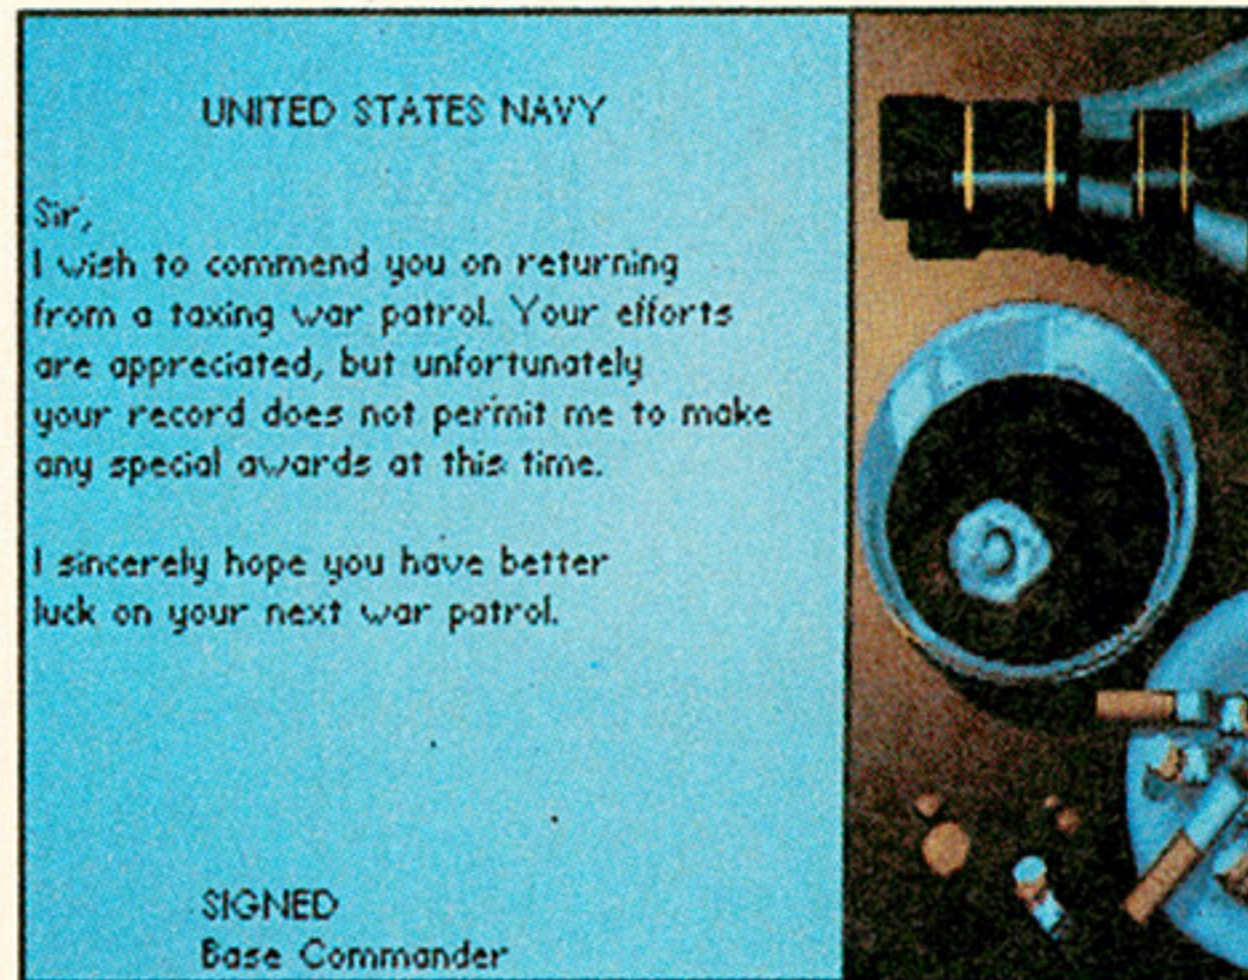 UNITED STATES NAVY
Sir,
I wish to commend you on returning
from a taxing war patrol. Your efforts
are appreciated, but unfortunately
your record does not permit me to make
any special awards at this time.
I sincerely hope you have better
luck on your next war patrol.
SIGNED
Base Commander